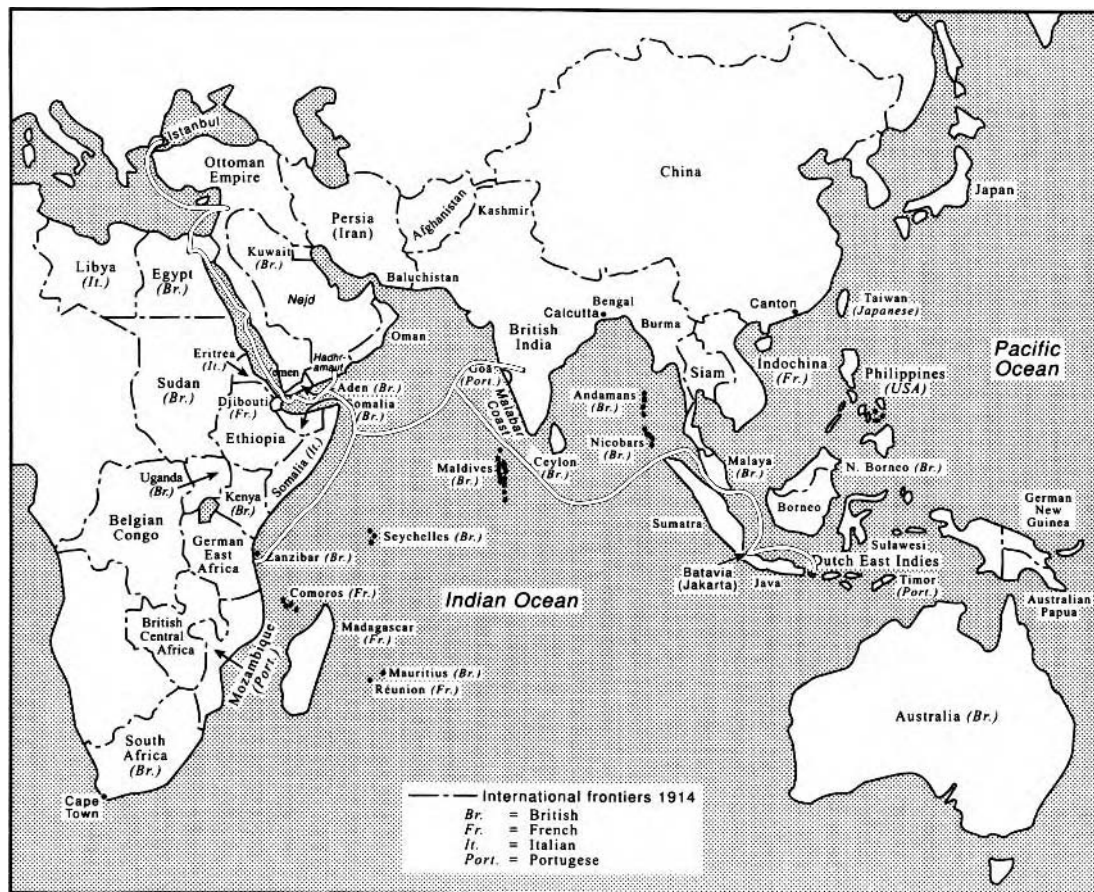 Istanbul
Ottoman
Empire
China
Japan
Persia
(Iran)
Afghanistan
Kashmir
Kuwait
(Br.)
Baluchistan
Libya
(It.)
Egypt
(Br.)
Nejd
Oman
Calcutta
Bengal
Burma
Canton
Taiwan
(Japanese)
British
India
Pacific
Ocean
Eritrea
(It.)
Hadhr-
amaut
Aden (Br.)
Goa
(Port.)
Malabar
Coast
Siam
Indochina
(Fr.)
Philippines
(USA)
Sudan
(Br.)
Djibouti
(Fr.)
(Br.)
Ethiopia
Somalia (It.)
Andamans
(Br.)
Nicobars
(Br.)
Uganda
(Br.)
Kenya
(Br.)
Maldives
(Br.)
Ceylon
(Br.)
Malaya
(Br.)
N. Borneo (Br.)
Belgian
Congo
German
East
Africa
Zanzibar (Br.)
Seychelles (Br.)
Sumatra
Borneo
Sulawesi
German
New
Guinea
Batavia
(Jakarta)
Java
Dutch East Indies
Timor
(Port.)
Australian
Papua
Comoros (Fr.)
Indian Ocean
British
Central
Africa
Mozambique
(Port.)
Madagascar
(Fr.)
Mauritius (Br.)
Réunion (Fr.)
South
Africa
(Br.)
Cape
Town
Australia (Br.)
International frontiers 1914
Br. = British
Fr. = French
It. = Italian
Port. = Portugese